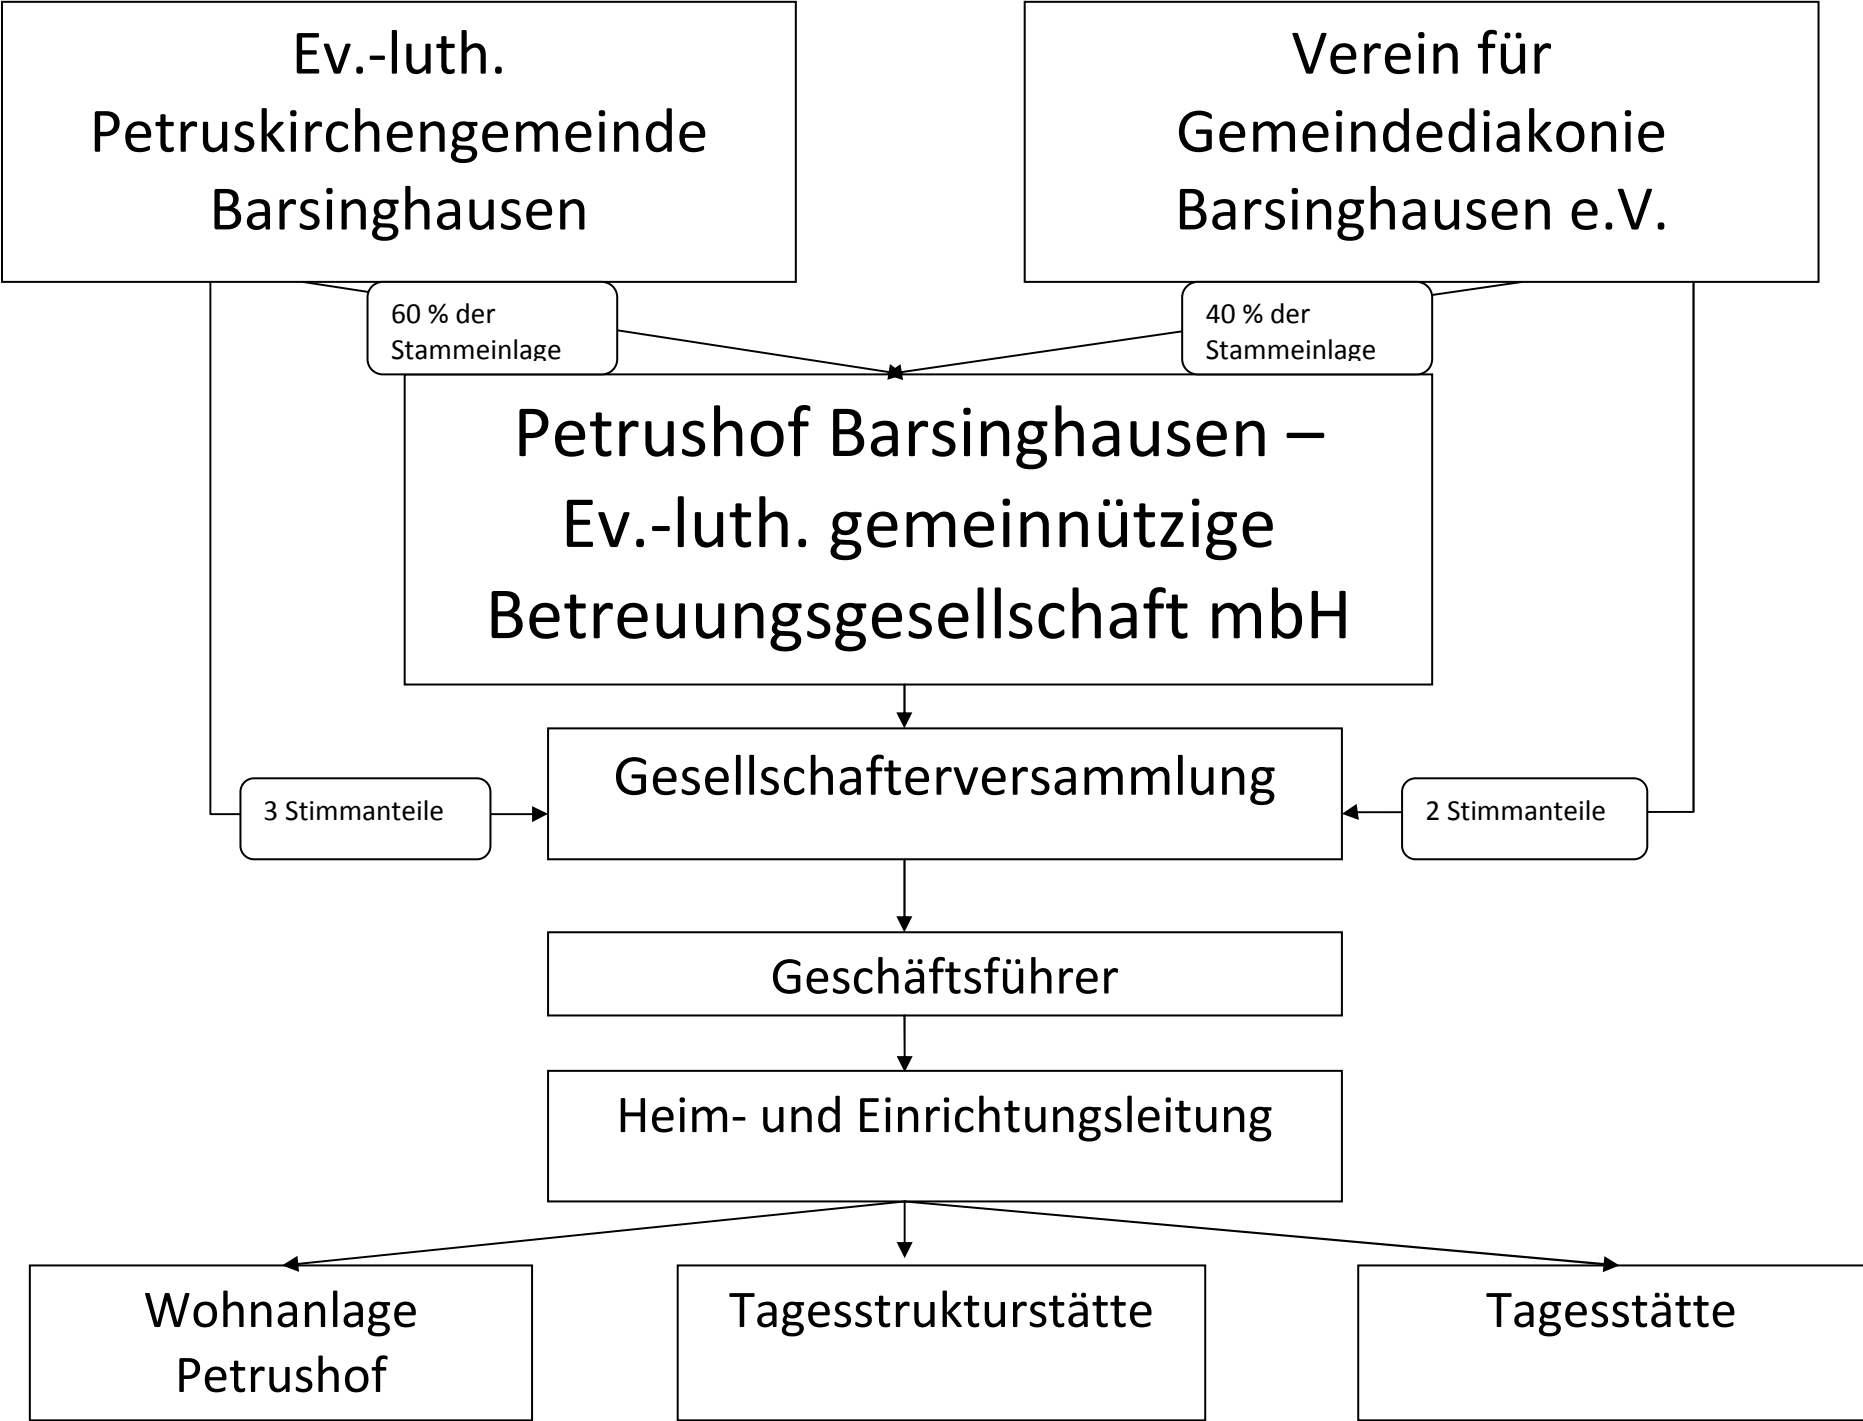 Ev.-luth.
Petruskirchengemeinde
Barsinghausen
Verein für
Gemeindediakonie
Barsinghausen e.V.
60 % der
Stammeinlage
40 % der
Stammeinlage
Petrushof Barsinghausen –
Ev.-luth. gemeinnützige
Betreuungsgesellschaft mbH
Gesellschafterversammlung
3 Stimmanteile
2 Stimmanteile
Geschäftsführer
Heim- und Einrichtungsleitung
Wohnanlage
Petrushof
Tagesstrukturstätte
Tagesstätte